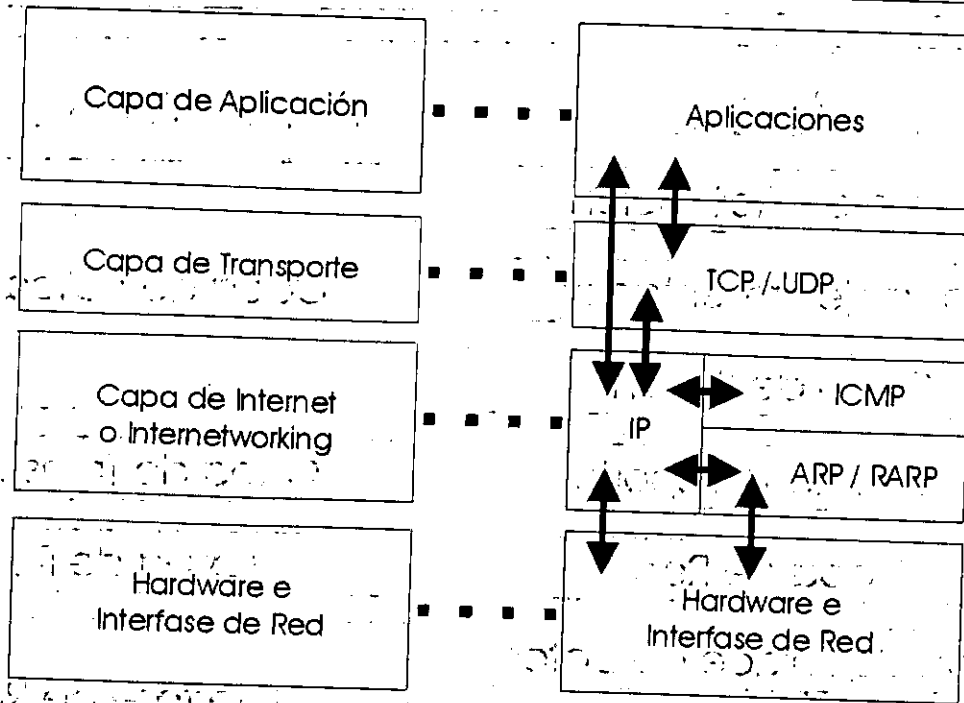 Capa de Aplicación
Aplicaciones
Capa de Transporte
TCP / UDP
Capa de Internet
o Internetworking
IP
ICMP
ARP / RARP
Hardware e
Interfase de Red
Hardware e
Interfase de Red